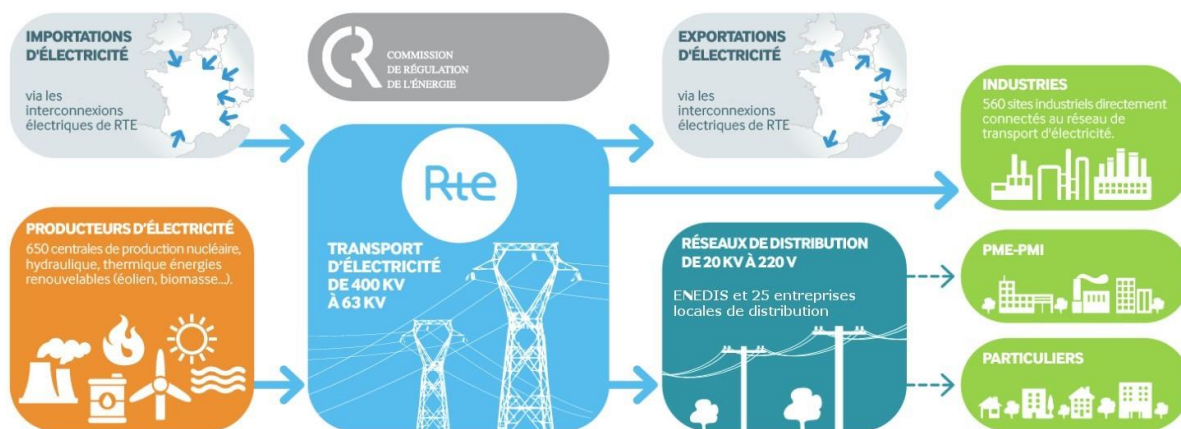 IMPORTATIONS
D'ÉLECTRICITÉ
via les
interconnexions
électriques de RTE
CR
COMMISSION
DE RÉGULATION
DE L'ÉNERGIE
EXPORTATIONS
D'ÉLECTRICITÉ
via les
interconnexions
électriques de RTE
INDUSTRIES
560 sites industriels directement
connectés au réseau de
transport d'électricité.
Rte
PRODUCTEURS D'ÉLECTRICITÉ
650 centrales de production nucléaire,
hydraulique, thermique énergies
renouvelables (éolien, biomasse...).
TRANSPORT
D'ÉLECTRICITÉ
DE 400 KV
À 63 KV
RÉSEAUX DE DISTRIBUTION
DE 20 KV À 220 V
ENEDIS et 25 entreprises
locales de distribution
PME-PMI
PARTICULIERS